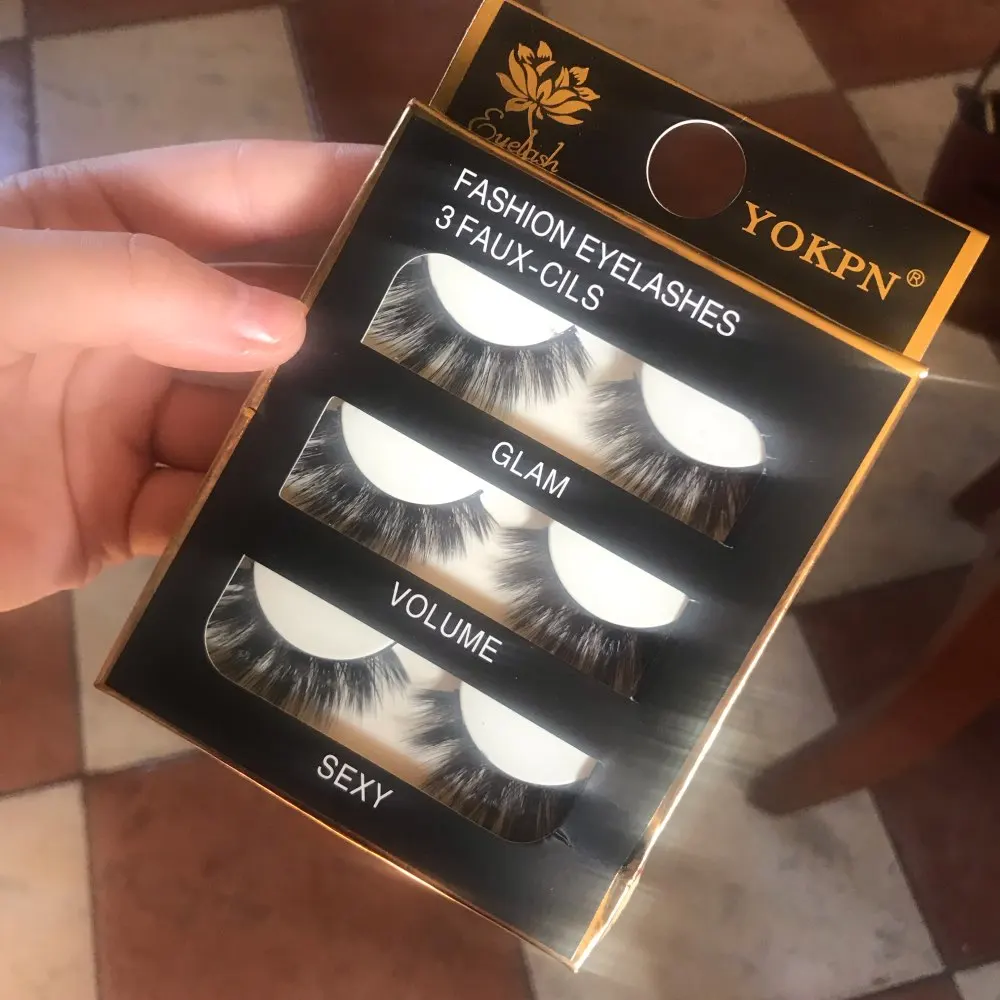 Eyelash
YOKPN®
FASHION EYELASHES
3 FAUX-CILS
GLAM
VOLUME
SEXY